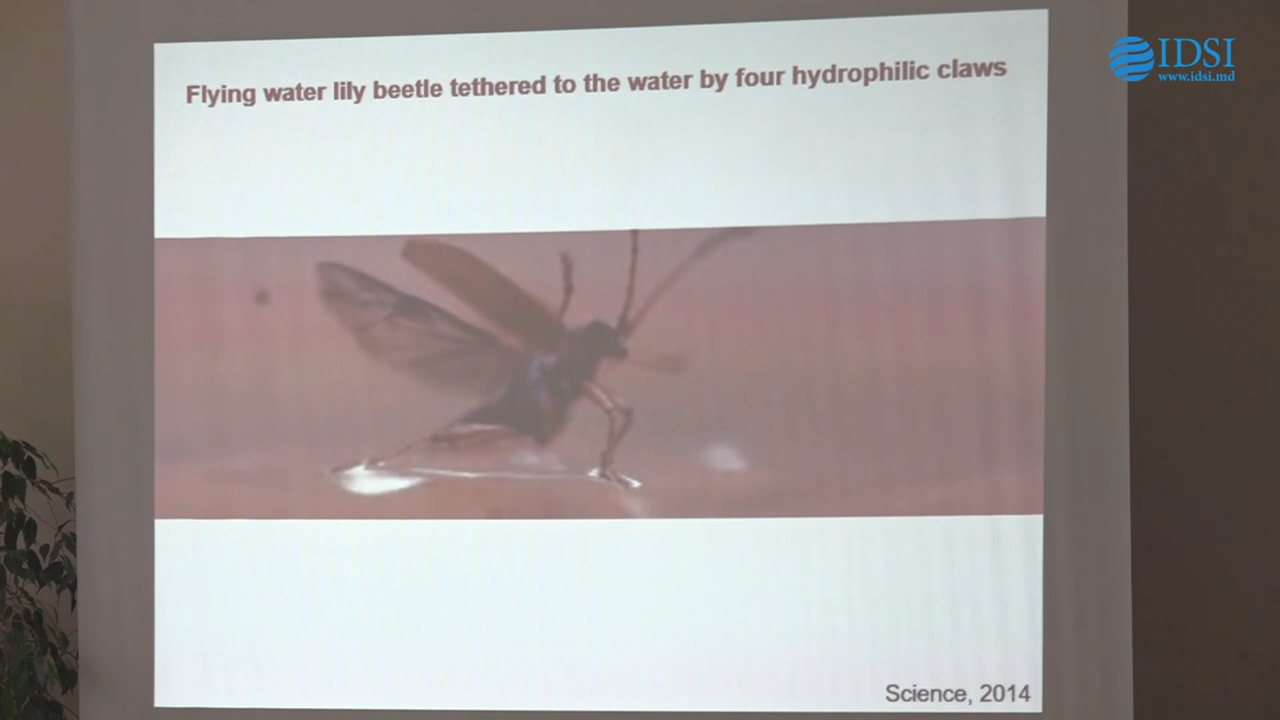 IDSI
www.idsi.md
Flying water lily beetle tethered to the water by four hydrophilic claws
Science, 2014